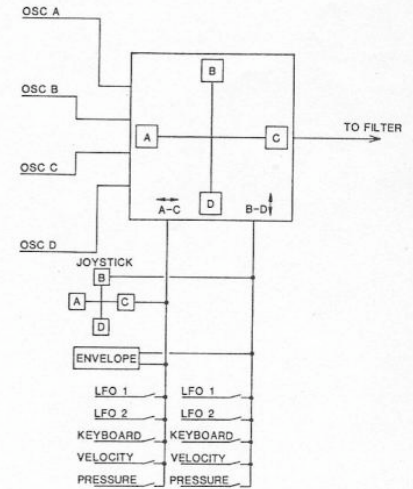 OSC A
OSC B
OSC C
OSC D
B
A
C
D
A-C
B-D
TO FILTER
JOYSTICK
B
A
C
D
ENVELOPE
LFO 1
LFO 1
LFO 2
LFO 2
KEYBOARD
KEYBOARD
VELOCITY
VELOCITY
PRESSURE
PRESSURE